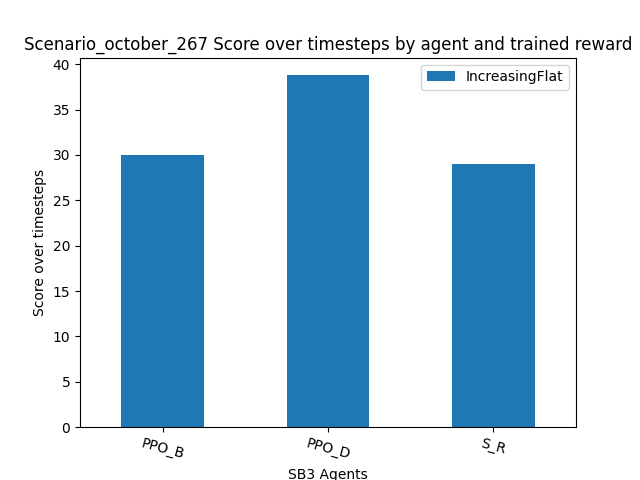 Scenario_october_267 Score over timesteps by agent and trained reward
IncreasingFlat
Score over timesteps
40
35
30
25
20
15
10
5
0
PPO_B
PPO_D
S_R
SB3 Agents